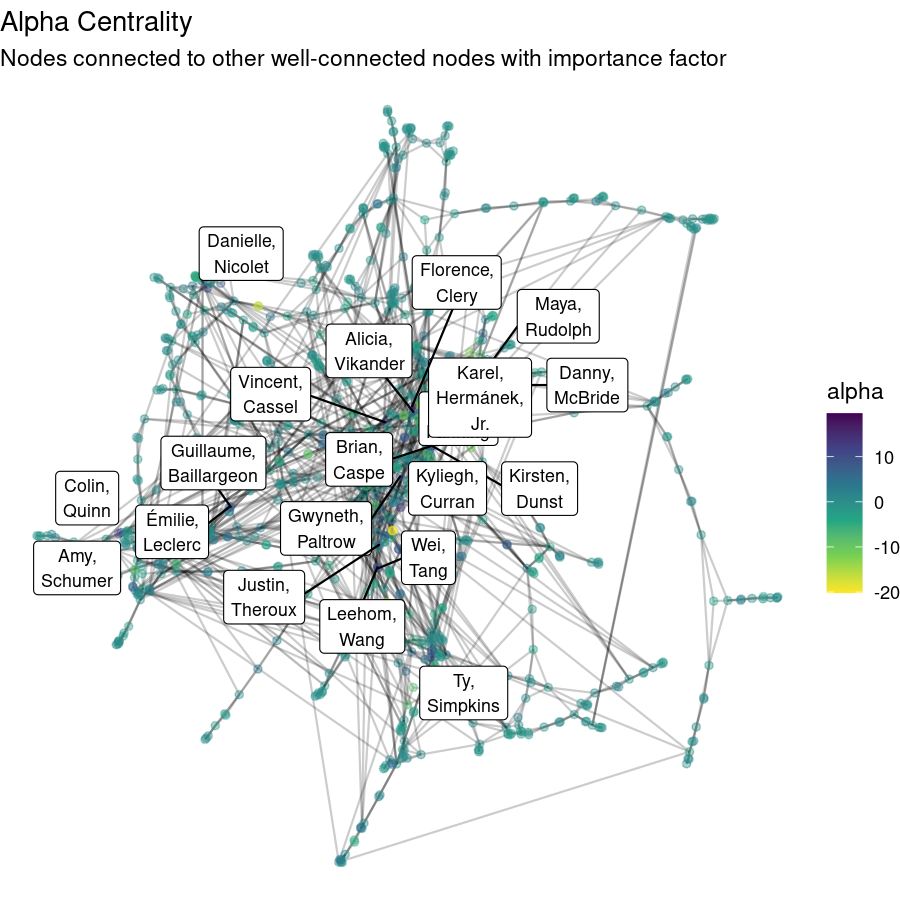 Alpha Centrality
Nodes connected to other well-connected nodes with importance factor
Danielle,
Nicolet
Florence,
Clery
Maya,
Rudolph
Alicia,
Vikander
Karel,
Hermánek,
Jr.
Danny,
McBride
Vincent,
Cassel
Brian,
Caspe
Guillaume,
Baillargeon
Kyliegh,
Curran
Kirsten,
Dunst
Colin,
Quinn
Émilie,
Leclerc
Gwyneth,
Paltrow
Amy,
Schumer
Wei,
Tang
Justin,
Theroux
Leehom,
Wang
Ty,
Simpkins
alpha
10
0
-10
-20